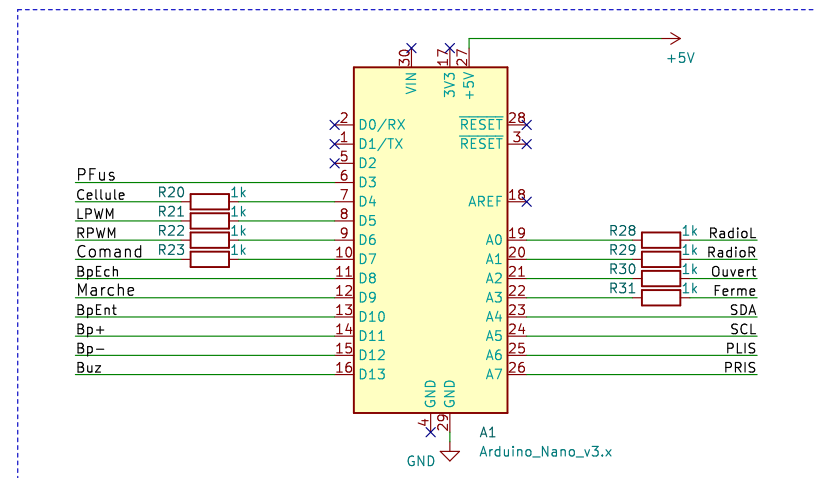 +5V
30 17 27
VIN 3V3 +5V
2 D0/RX RESET 28
1 D1/TX RESET 3
5 D2
PFus 6 D3
Cellule R20 1k 7 D4 AREF 18
LPWM R21 1k 8 D5
RPWM R22 1k 9 D6 A0 19 R28 1k RadioL
Comand R23 1k 10 D7 A1 20 R29 1k RadioR
BpEch 11 D8 A2 21 R30 1k Ouvert
Marche 12 D9 A3 22 R31 1k Ferme
BpEnt 13 D10 A4 23 SDA
Bp+ 14 D11 A5 24 SCL
Bp- 15 D12 A6 25 PLIS
Buz 16 D13 A7 26 PRIS
GND GND
4 29
A1
GND Arduino_Nano_v3.x